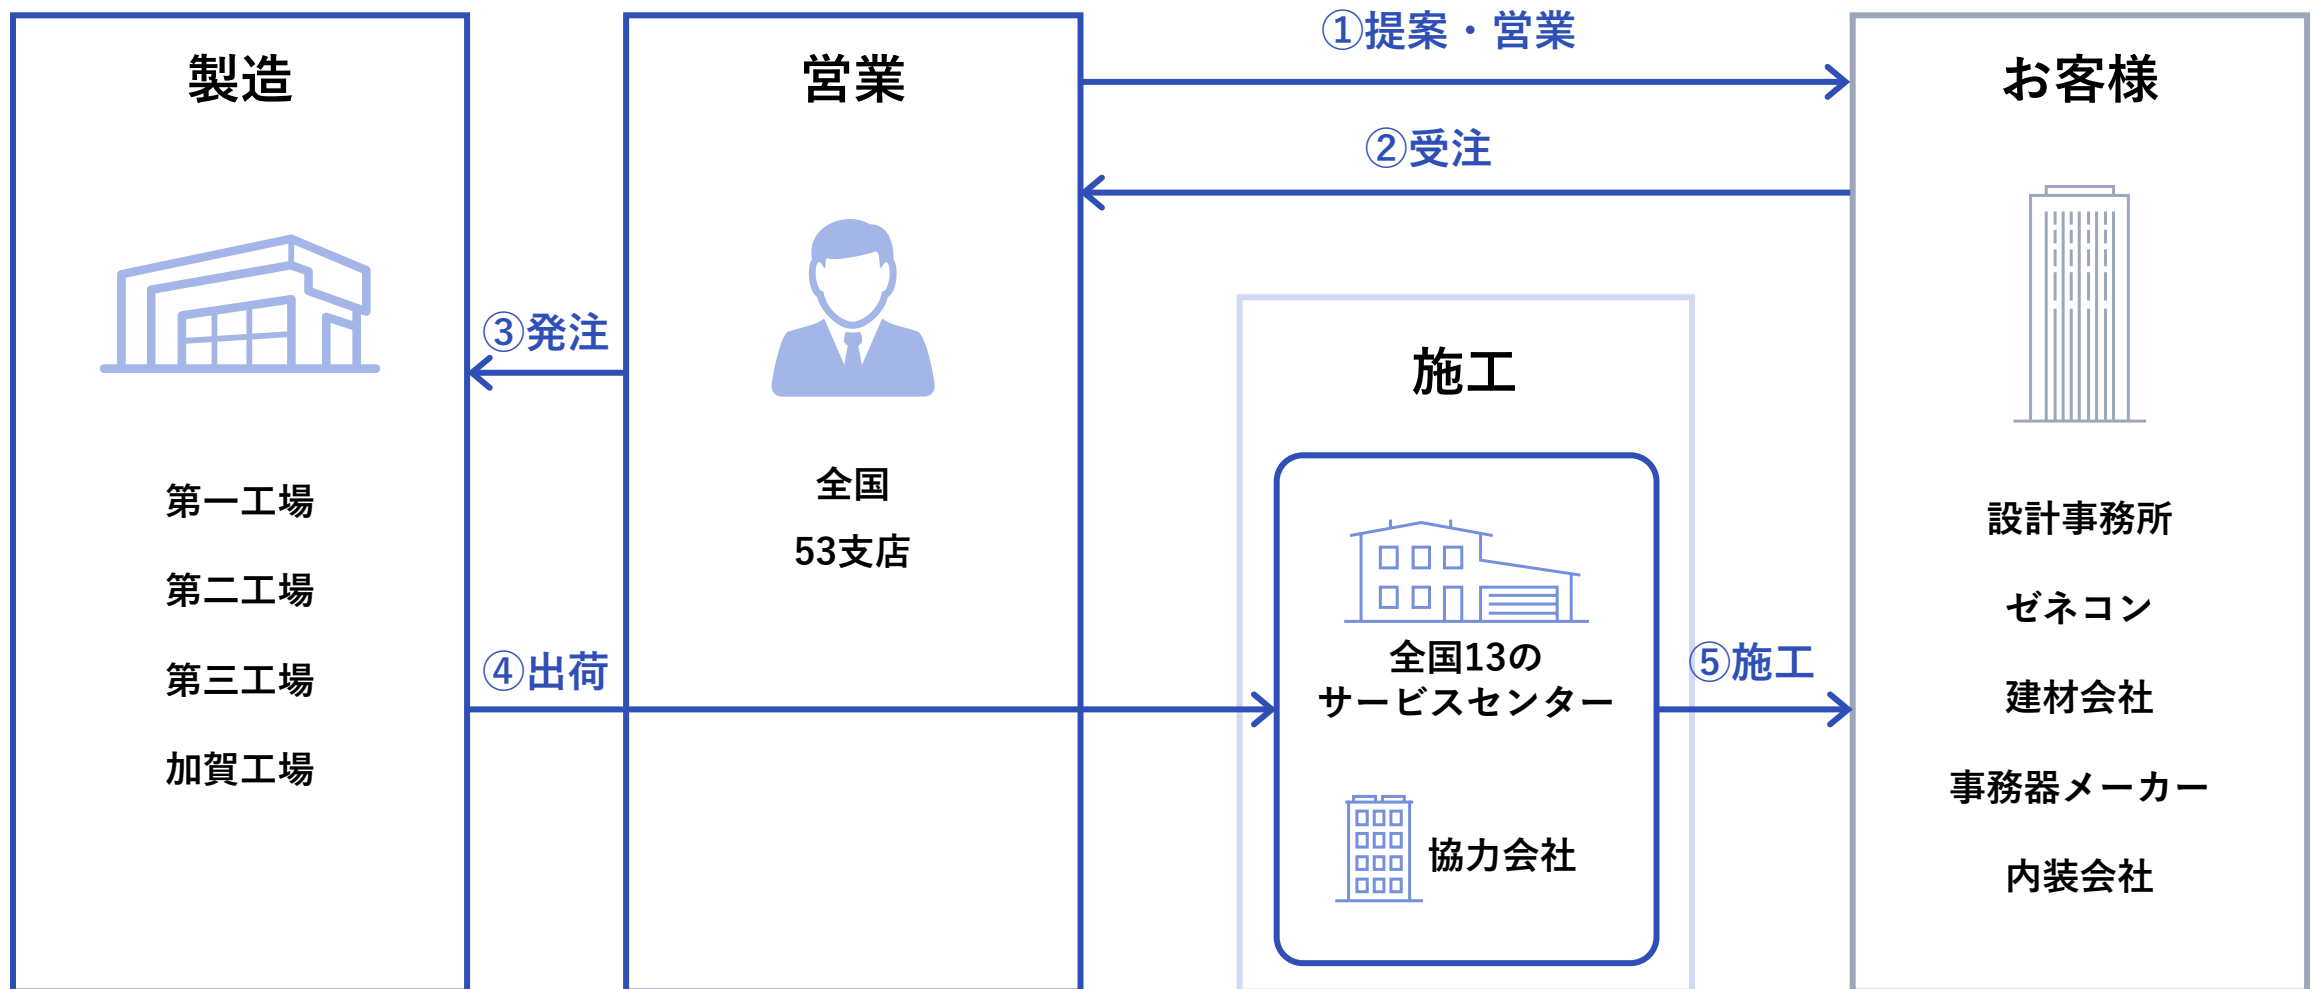 製造
第一工場
第二工場
第三工場
加賀工場
③発注
④出荷
営業
全国
53支店
①提案・営業
②受注
施工
全国13の
サービスセンター
協力会社
⑤施工
お客様
設計事務所
ゼネコン
建材会社
事務器メーカー
内装会社